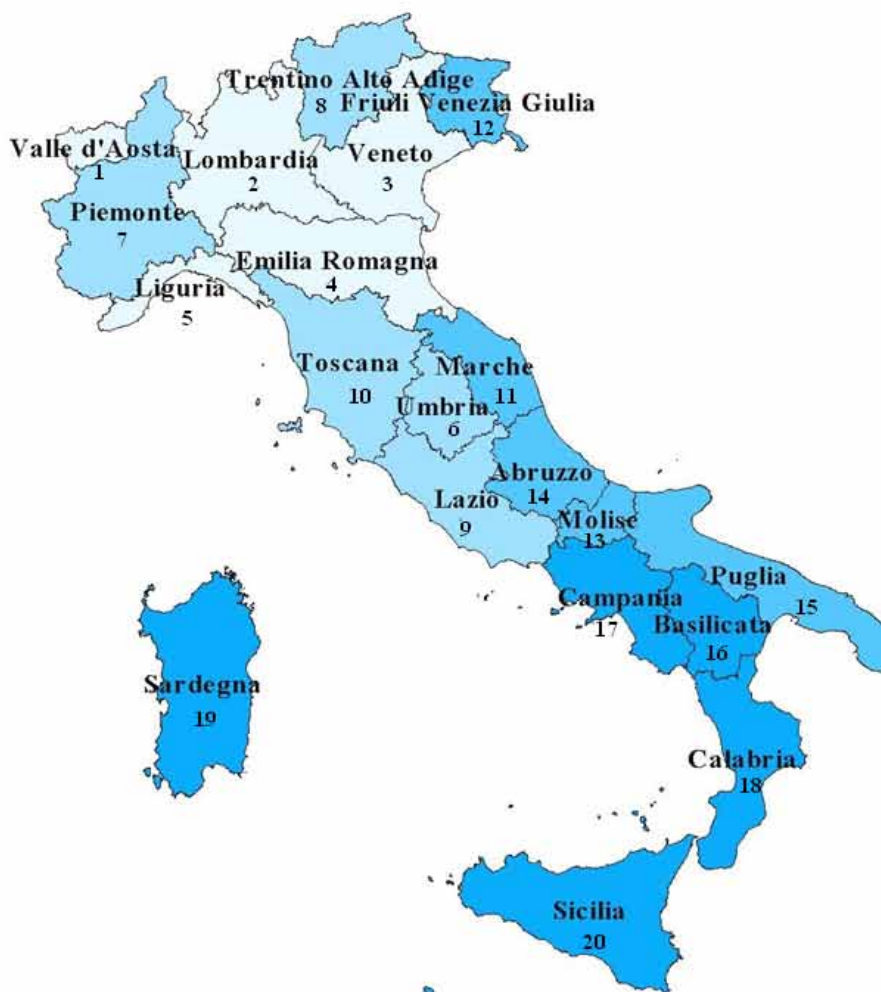 Trentino Alto Adige
8
Friuli Venezia Giulia
12
Valle d'Aosta
1
Lombardia
2
Veneto
3
Piemonte
7
Emilia Romagna
4
Liguria
5
Toscana
10
Marche
11
Umbria
6
Abruzzo
14
Lazio
9
Molise
13
Puglia
15
Campania
17
Basilicata
16
Sardegna
19
Calabria
18
Sicilia
20